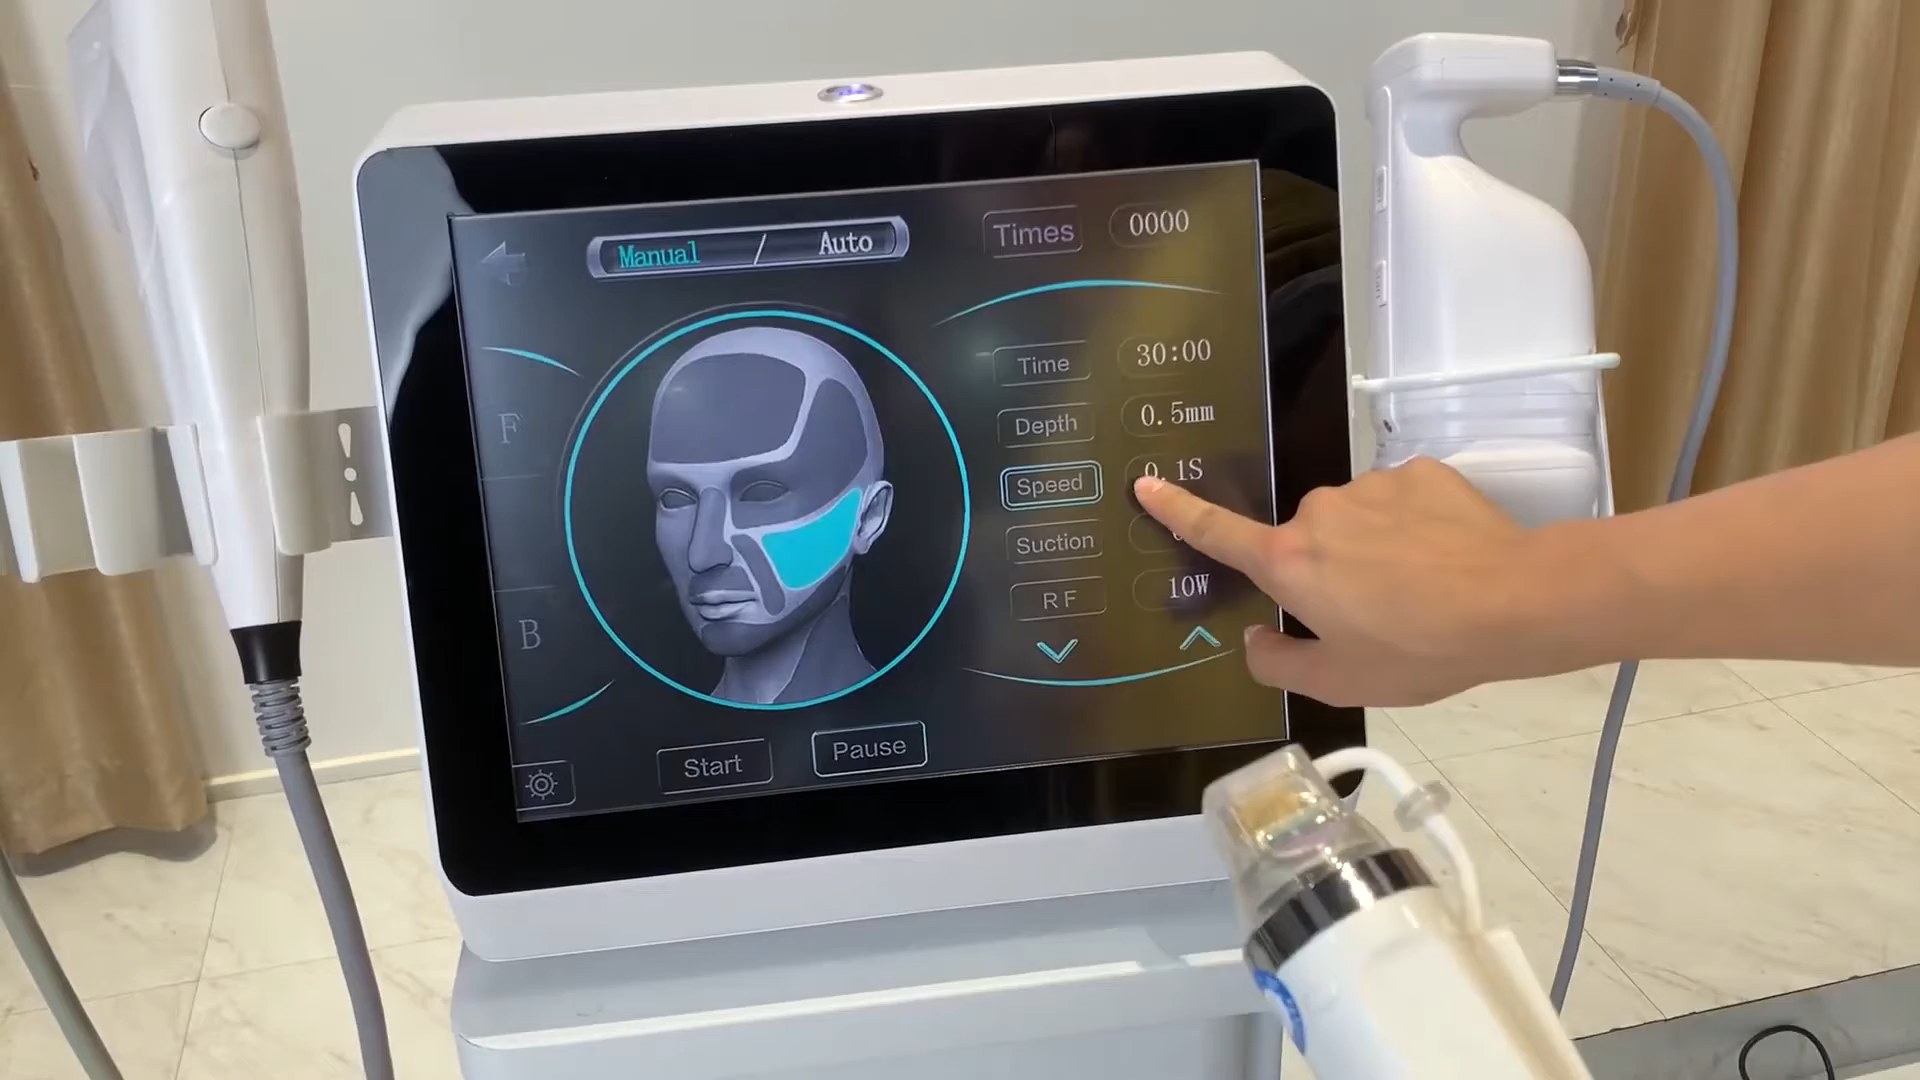 Manual / Auto
Times 0000
Time 30:00
Depth 0.5mm
Speed 0.1S
Suction
RF 10W
F
B
Start Pause